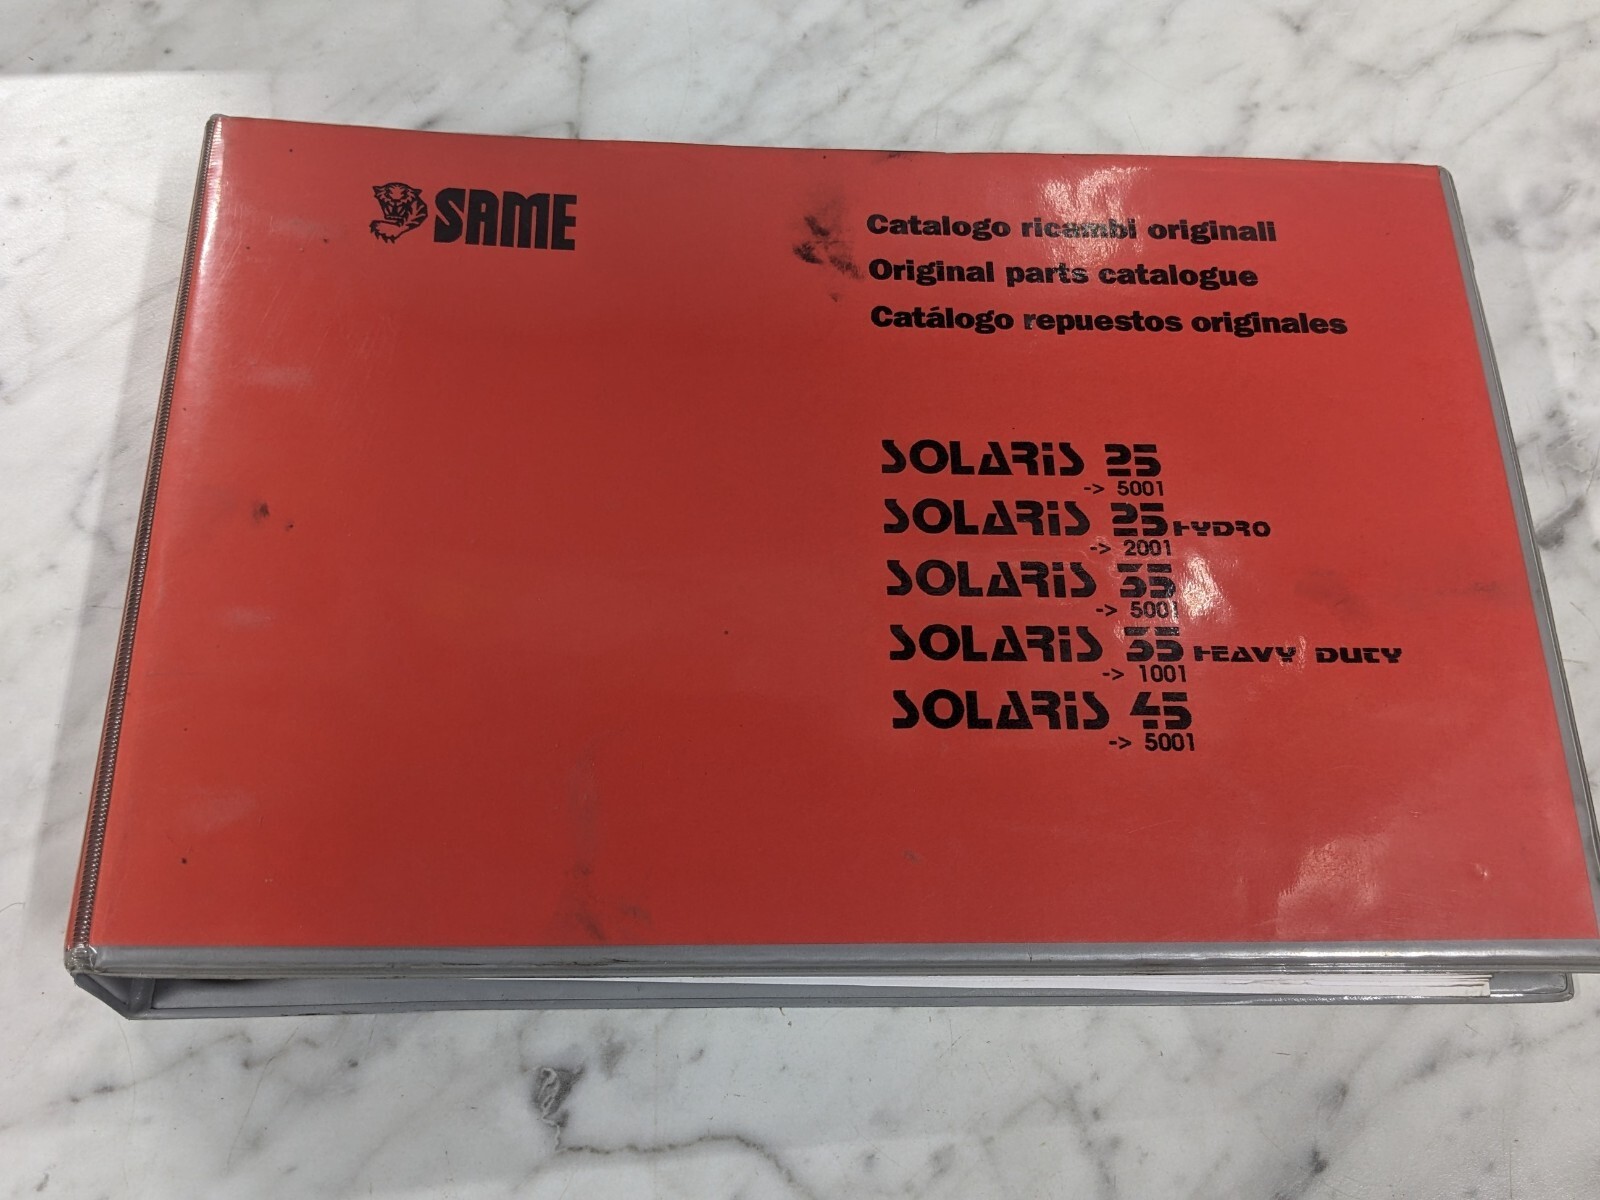 SAME
Catalogo ricambi originali
Original parts catalogue
Catálogo repuestos originales
SOLARiS 25
-> 5001
SOLARiS 25 HYDRO
-> 2001
SOLARiS 35
-> 5001
SOLARiS 35 HEAVY DUTY
-> 1001
SOLARiS 45
-> 5001